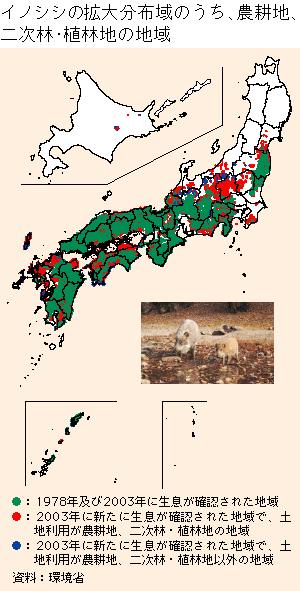 イノシシの拡大分布域のうち、農耕地、
二次林・植林地の地域
●：1978年及び2003年に生息が確認された地域
●：2003年に新たに生息が確認された地域で、土
地利用が農耕地、二次林・植林地の地域
●：2003年に新たに生息が確認された地域で、土
地利用が農耕地、二次林・植林地以外の地域
資料：環境省